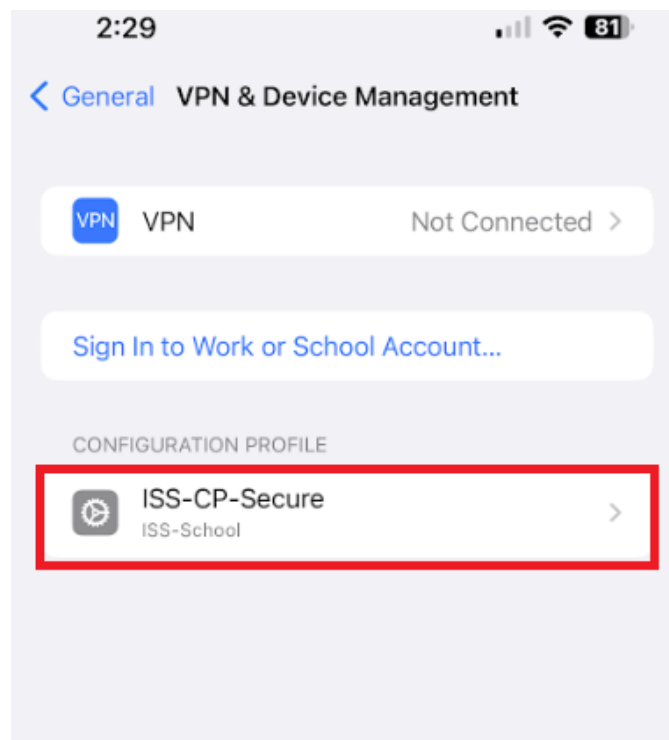 2:29
81
General VPN & Device Management
VPN VPN Not Connected
Sign In to Work or School Account...
CONFIGURATION PROFILE
ISS-CP-Secure
ISS-School